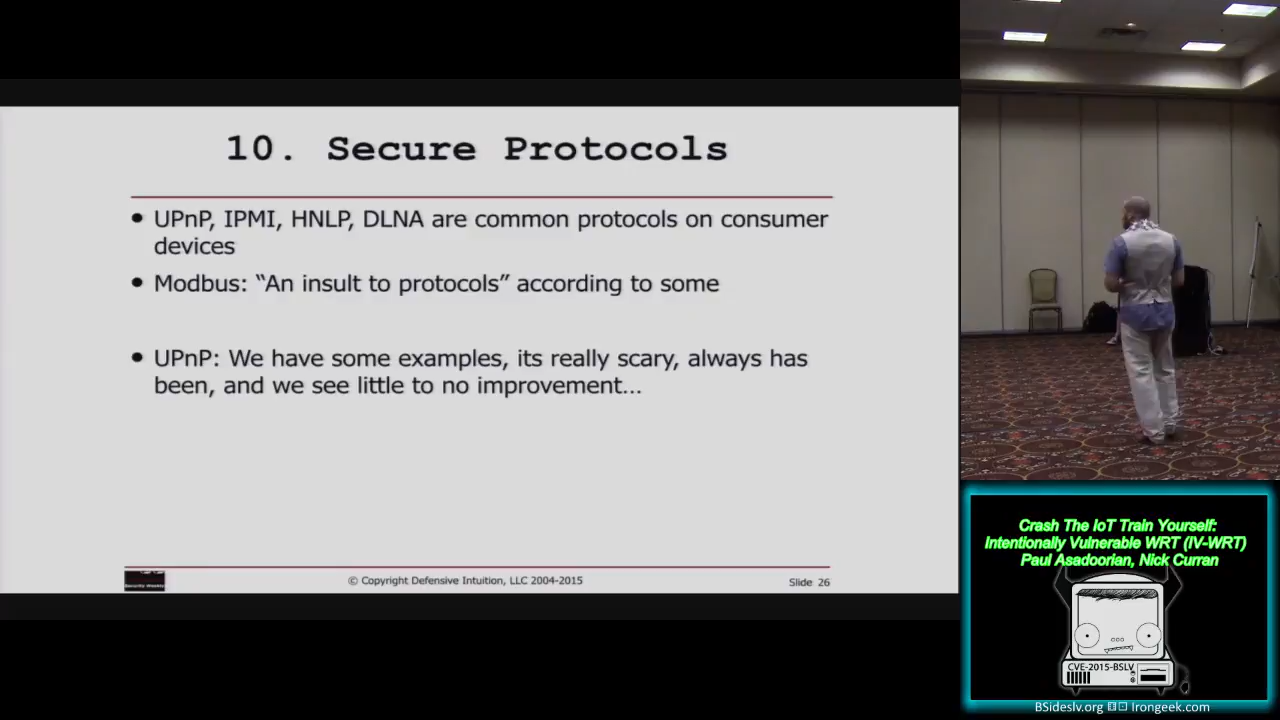 10. Secure Protocols
• UPnP, IPMI, HNLP, DLNA are common protocols on consumer
devices
• Modbus: “An insult to protocols” according to some
• UPnP: We have some examples, its really scary, always has
been, and we see little to no improvement...
Security Weekly
© Copyright Defensive Intuition, LLC 2004-2015
Slide 26
Crash The IoT Train Yourself:
Intentionally Vulnerable WRT (IV-WRT)
Paul Asadoorian, Nick Curran
CVE-2015-BSLV
BSideslv.org Irongeek.com